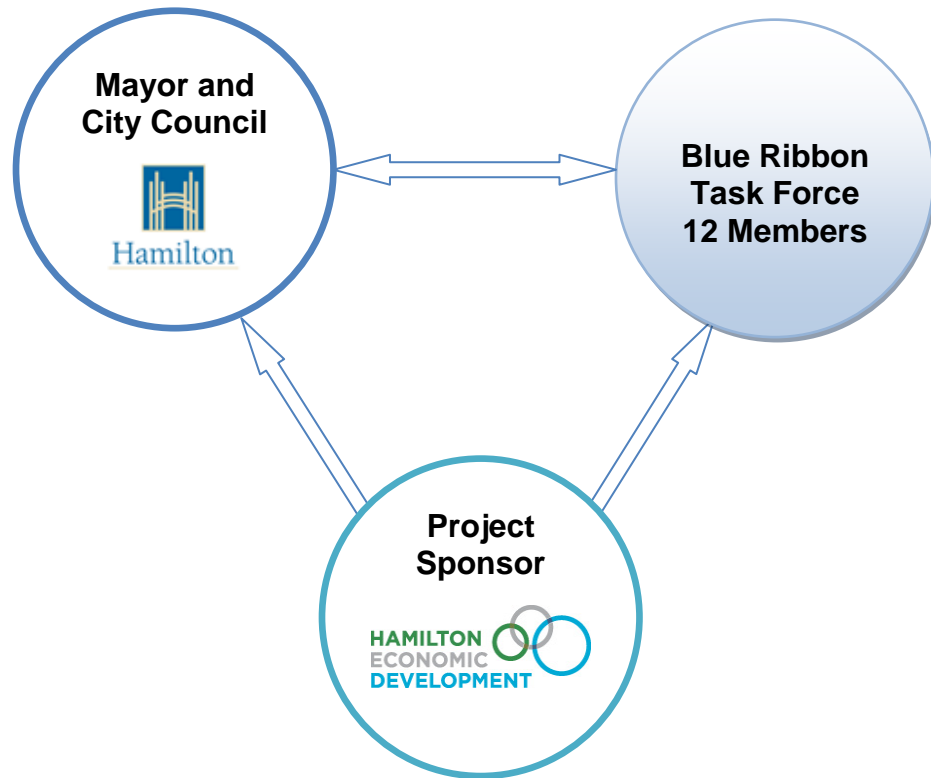 Mayor and
City Council
Hamilton
Blue Ribbon
Task Force
12 Members
Project
Sponsor
HAMILTON
ECONOMIC
DEVELOPMENT